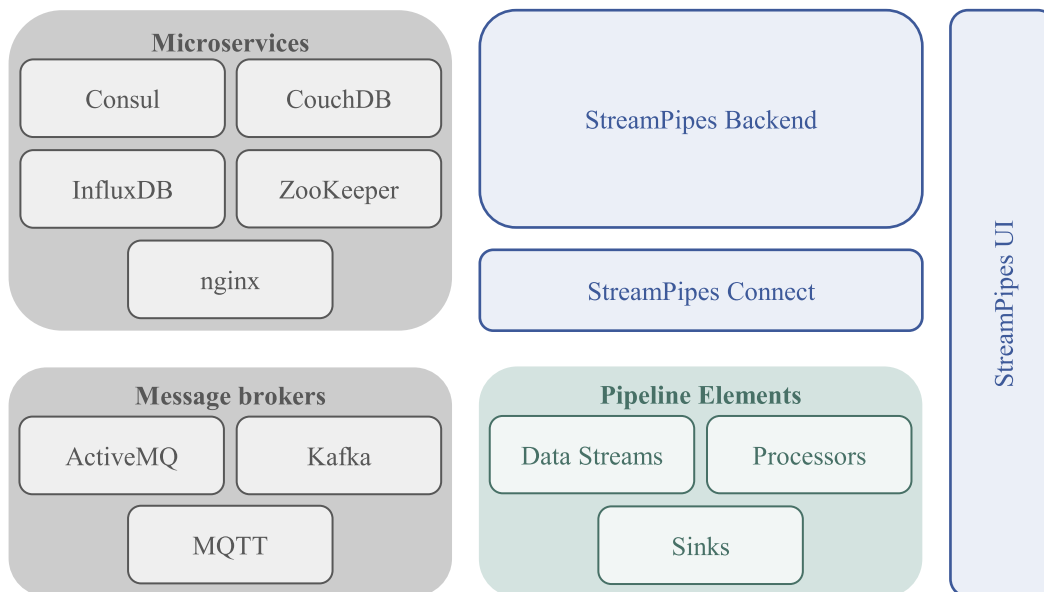 Microservices
Consul
CouchDB
InfluxDB
ZooKeeper
nginx
StreamPipes Backend
StreamPipes Connect
StreamPipes UI
Message brokers
ActiveMQ
Kafka
MQTT
Pipeline Elements
Data Streams
Processors
Sinks